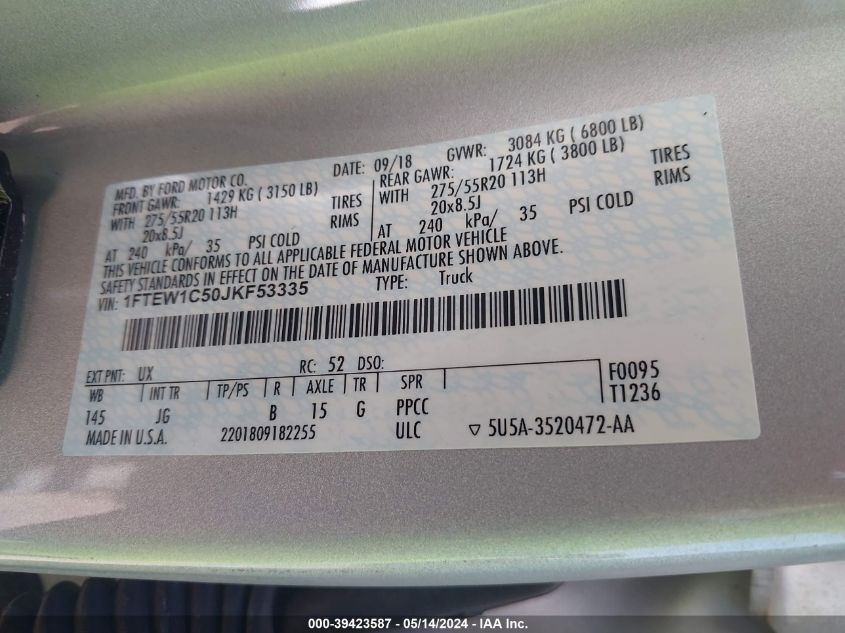 MFD. BY FORD MOTOR CO. DATE: 09/18 GVWR: 3084 KG ( 6800 LB)
FRONT GAWR: 1429 KG ( 3150 LB) REAR GAWR: 1724 KG ( 3800 LB)
WITH 275/55R20 113H TIRES WITH 275/55R20 113H TIRES
20x8.5J RIMS 20x8.5J RIMS
AT 240 kPa/ 35 PSI COLD AT 240 kPa/ 35 PSI COLD
THIS VEHICLE CONFORMS TO ALL APPLICABLE FEDERAL MOTOR VEHICLE
SAFETY STANDARDS IN EFFECT ON THE DATE OF MANUFACTURE SHOWN ABOVE.
VIN: 1FTEW1C50JKF53335 TYPE: Truck
EXT PNT: UX RC: 52 DSO:
WB INT TR TP/PS R AXLE TR SPR F0095
145 JG B 15 G PPCC T1236
MADE IN U.S.A. 2201809182255 ULC ▽ 5U5A-3520472-AA
000-39423587 - 05/14/2024 - IAA, Inc.